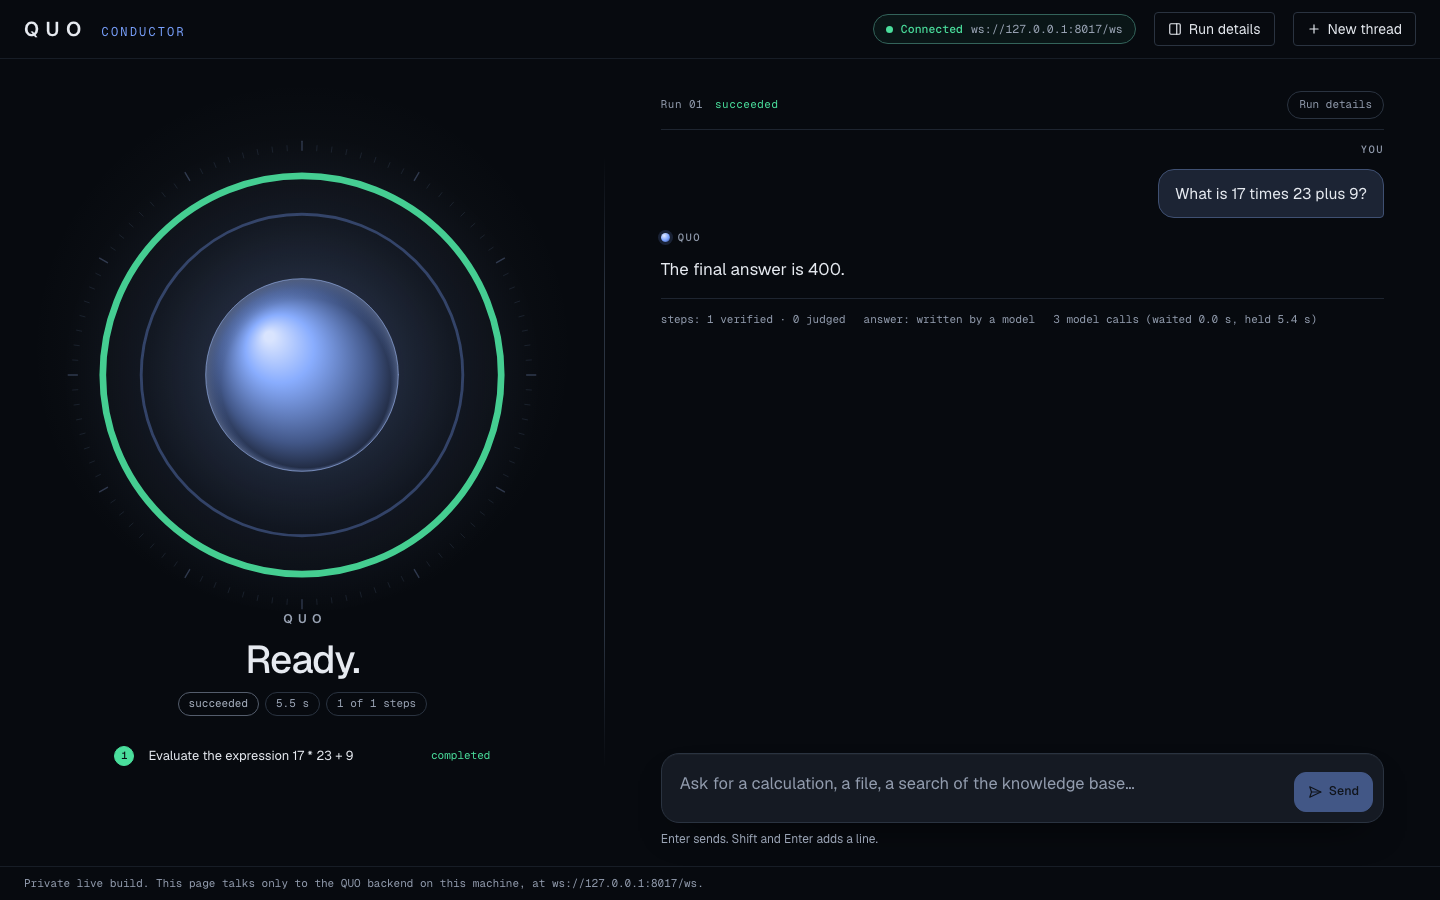 QUO CONDUCTOR
Connected ws://127.0.0.1:8017/ws
Run details
New thread
Run 01 succeeded
Run details
YOU
What is 17 times 23 plus 9?
QUO
The final answer is 400.
steps: 1 verified · 0 judged answer: written by a model 3 model calls (waited 0.0 s, held 5.4 s)
QUO
Ready.
succeeded 5.5 s 1 of 1 steps
1 Evaluate the expression 17 * 23 + 9 completed
Ask for a calculation, a file, a search of the knowledge base…
Send
Enter sends. Shift and Enter adds a line.
Private live build. This page talks only to the QUO backend on this machine, at ws://127.0.0.1:8017/ws.